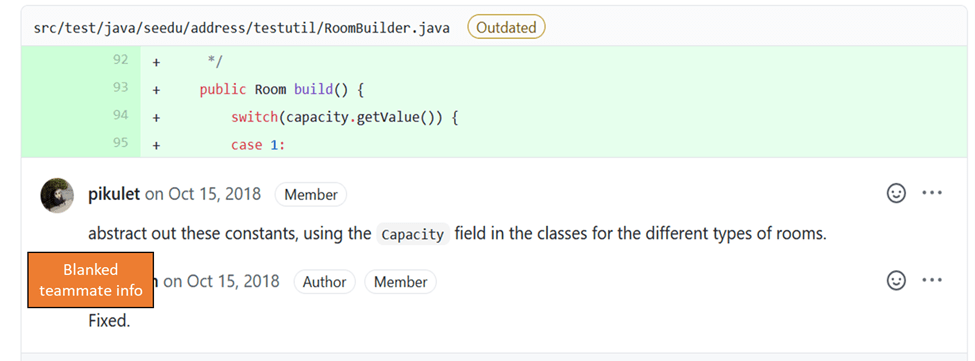 src/test/java/seedu/address/testutil/RoomBuilder.java Outdated
92 + */
93 + public Room build() {
94 + switch(capacity.getValue()) {
95 + case 1:
pikulet on Oct 15, 2018 Member
abstract out these constants, using the Capacity field in the classes for the different types of rooms.
Blanked
teammate info
on Oct 15, 2018 Author Member
Fixed.